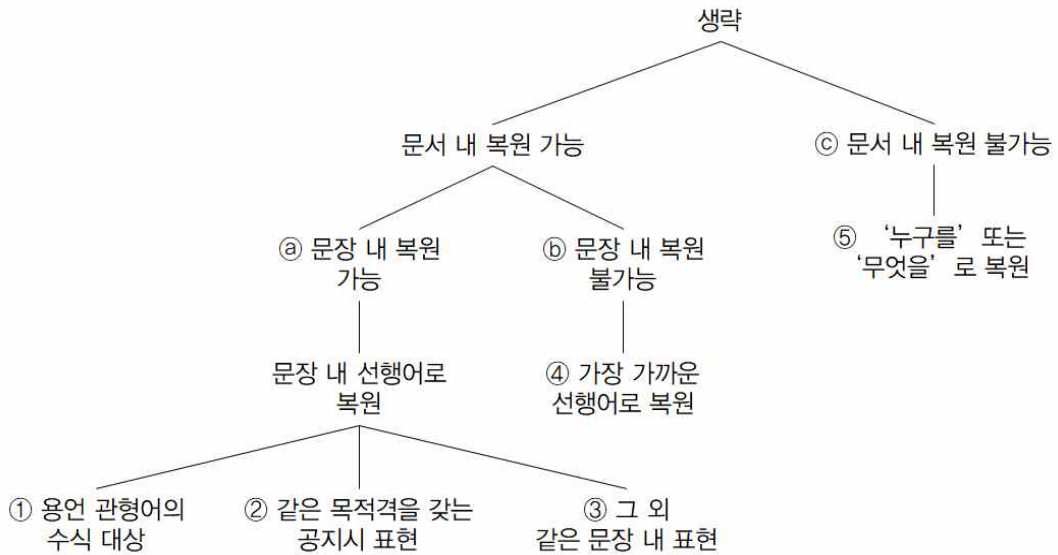 생략
문서 내 복원 가능
ⓒ 문서 내 복원 불가능
ⓐ 문장 내 복원
가능
ⓑ 문장 내 복원
불가능
⑤ ‘누구를’ 또는
‘무엇을’ 로 복원
문장 내 선행어로
복원
④ 가장 가까운
선행어로 복원
① 용언 관형어의
수식 대상
② 같은 목적격을 갖는
공지시 표현
③ 그 외
같은 문장 내 표현